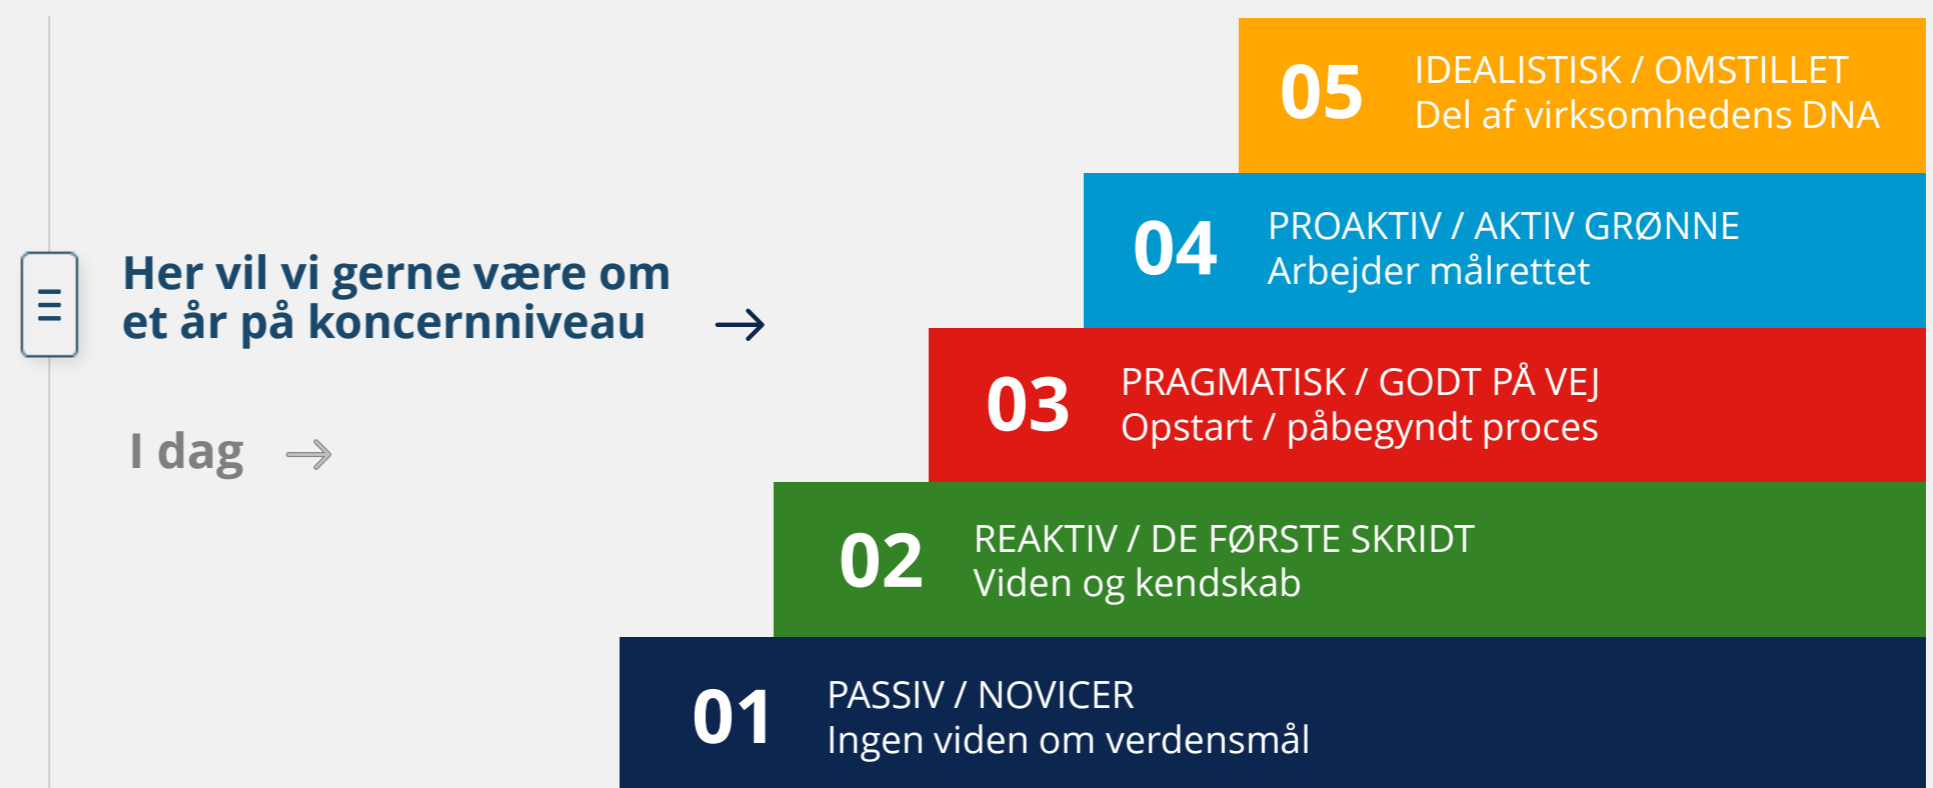 05
IDEALISTISK / OMSTILLET
Del af virksomhedens DNA
04
PROAKTIV / AKTIV GRØNNE
Arbejder målrettet
Her vil vi gerne være om
et år på koncernniveau
03
PRAGMATISK / GODT PÅ VEJ
Opstart / påbegyndt proces
I dag
02
REAKTIV / DE FØRSTE SKRIDT
Viden og kendskab
01
PASSIV / NOVICER
Ingen viden om verdensmål